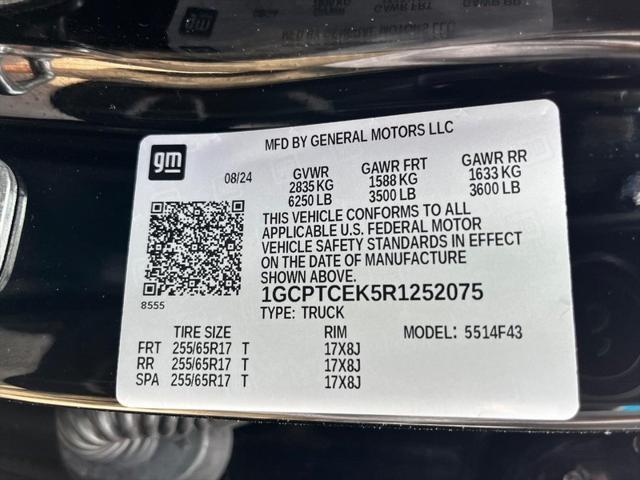 MFD BY GENERAL MOTORS LLC
gm
08/24
GVWR GAWR FRT GAWR RR
2835 KG 1588 KG 1633 KG
6250 LB 3500 LB 3600 LB
THIS VEHICLE CONFORMS TO ALL
APPLICABLE U.S. FEDERAL MOTOR
VEHICLE SAFETY STANDARDS IN EFFECT
ON THE DATE OF MANUFACTURE
SHOWN ABOVE.
1GCPTCEK5R1252075
8555
TYPE: TRUCK
TIRE SIZE RIM MODEL: 5514F43
FRT 255/65R17 T 17X8J
RR 255/65R17 T 17X8J
SPA 255/65R17 T 17X8J